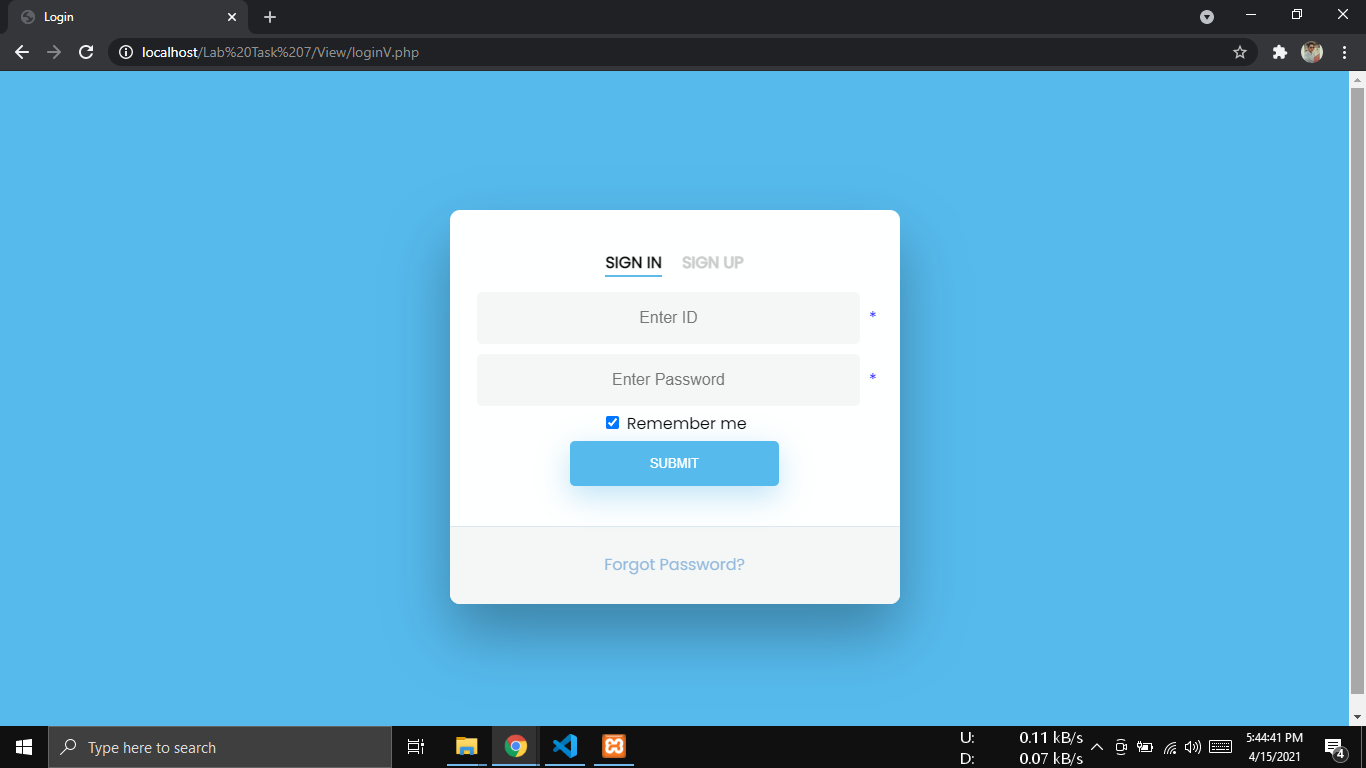 Login
localhost/Lab%20Task%207/View/loginV.php
SIGN IN SIGN UP
Enter ID *
Enter Password *
Remember me
SUBMIT
Forgot Password?
Type here to search
U: 0.11 kB/s
D: 0.07 kB/s
5:44:41 PM
4/15/2021
4